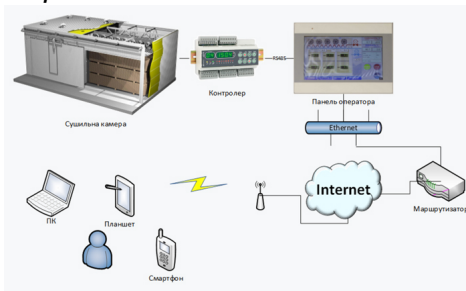 RS485
Контролер
Панель оператора
Сушильна камера
Ethernet
Internet
Маршрутизатор
ПК
Планшет
Смартфон